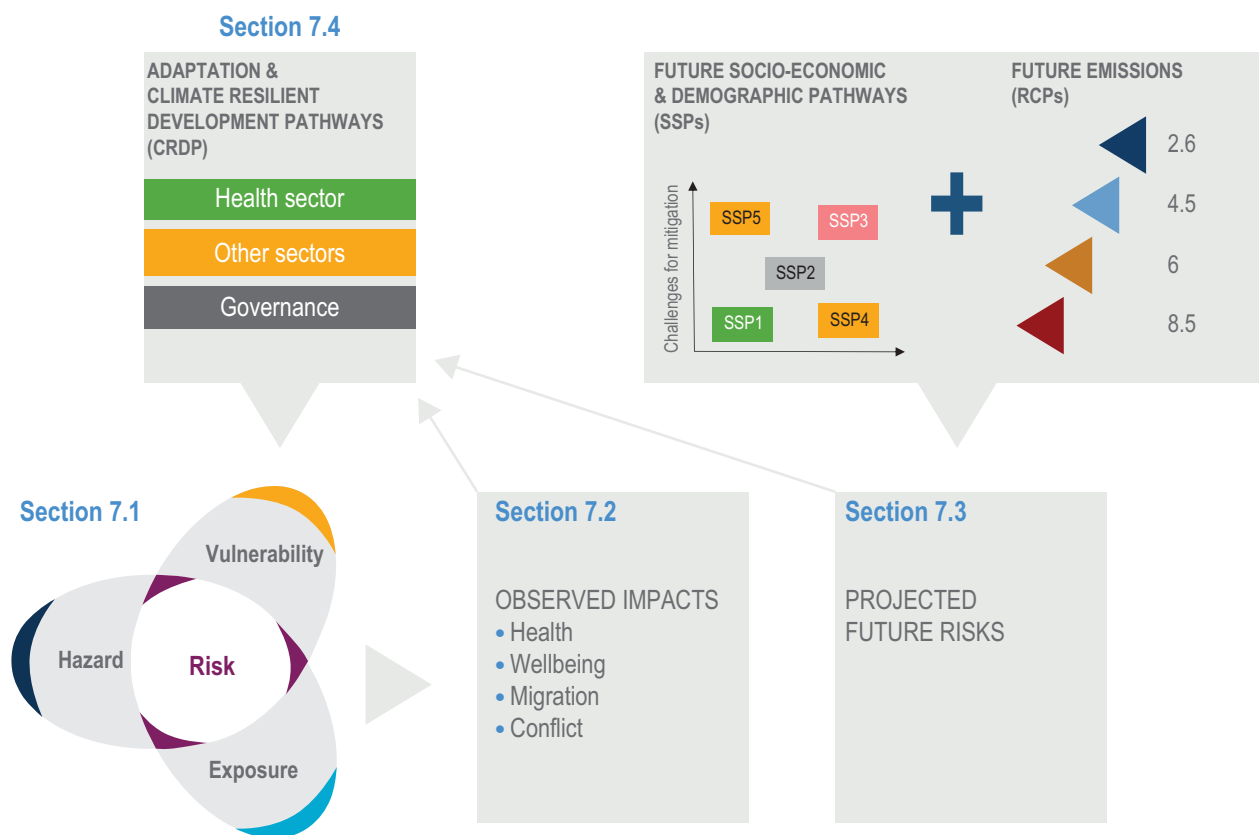 Section 7.4
ADAPTATION &
CLIMATE RESILIENT
DEVELOPMENT PATHWAYS
(CRDP)
Health sector
Other sectors
Governance
FUTURE SOCIO-ECONOMIC
& DEMOGRAPHIC PATHWAYS
(SSPs)
Challenges for mitigation
SSP5
SSP3
SSP2
SSP1
SSP4
FUTURE EMISSIONS
(RCPs)
2.6
4.5
6
8.5
Section 7.1
Vulnerability
Hazard
Risk
Exposure
Section 7.2
OBSERVED IMPACTS
• Health
• Wellbeing
• Migration
• Conflict
Section 7.3
PROJECTED
FUTURE RISKS